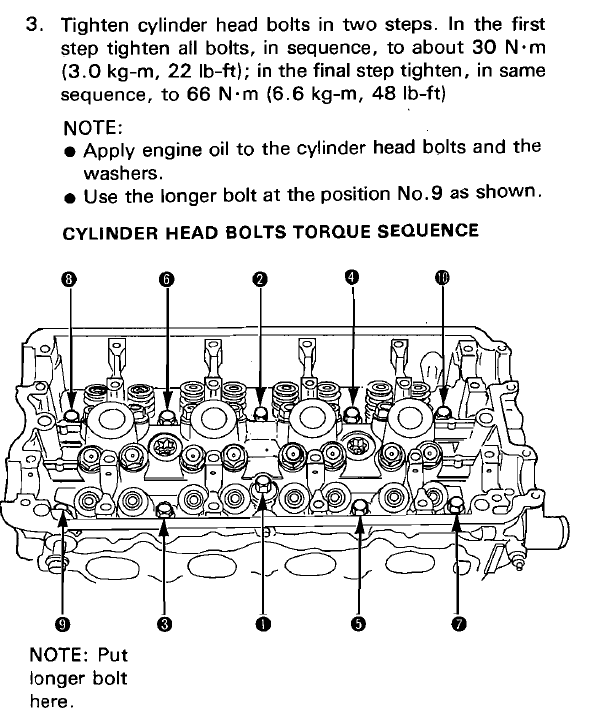 3. Tighten cylinder head bolts in two steps. In the first
step tighten all bolts, in sequence, to about 30 N·m
(3.0 kg-m, 22 lb-ft); in the final step tighten, in same
sequence, to 66 N·m (6.6 kg-m, 48 lb-ft)
NOTE:
● Apply engine oil to the cylinder head bolts and the
washers.
● Use the longer bolt at the position No.9 as shown.
CYLINDER HEAD BOLTS TORQUE SEQUENCE
8 6 2 4 10
9 3 1 5 7
NOTE: Put
longer bolt
here.